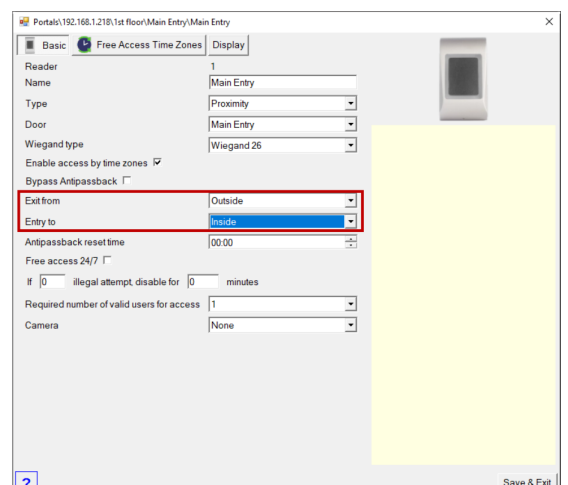 Portals\192.168.1.218\1st floor\Main Entry\Main Entry
Basic Free Access Time Zones Display
Reader 1
Name Main Entry
Type Proximity
Door Main Entry
Wiegand type Wiegand 26
Enable access by time zones
Bypass Antipassback
Exit from Outside
Entry to Inside
Antipassback reset time 00:00
Free access 24/7
If 0 illegal attempt, disable for 0 minutes
Required number of valid users for access 1
Camera None
? Save & Exit